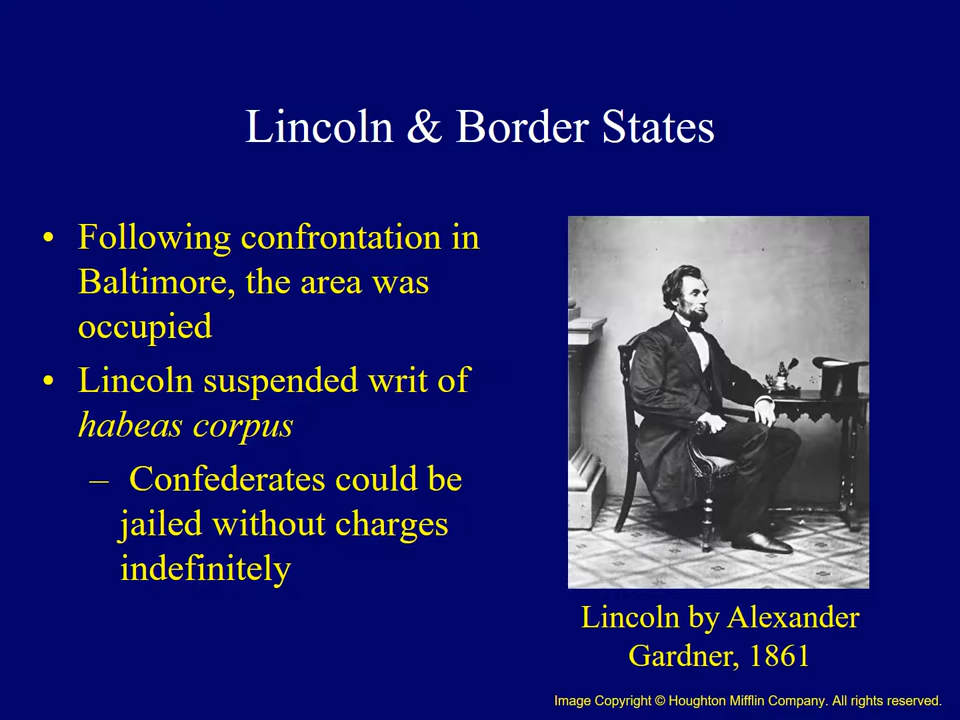 Lincoln & Border States
• Following confrontation in
Baltimore, the area was
occupied
• Lincoln suspended writ of
habeas corpus
– Confederates could be
jailed without charges
indefinitely
Lincoln by Alexander
Gardner, 1861
Image Copyright © Houghton Mifflin Company. All rights reserved.